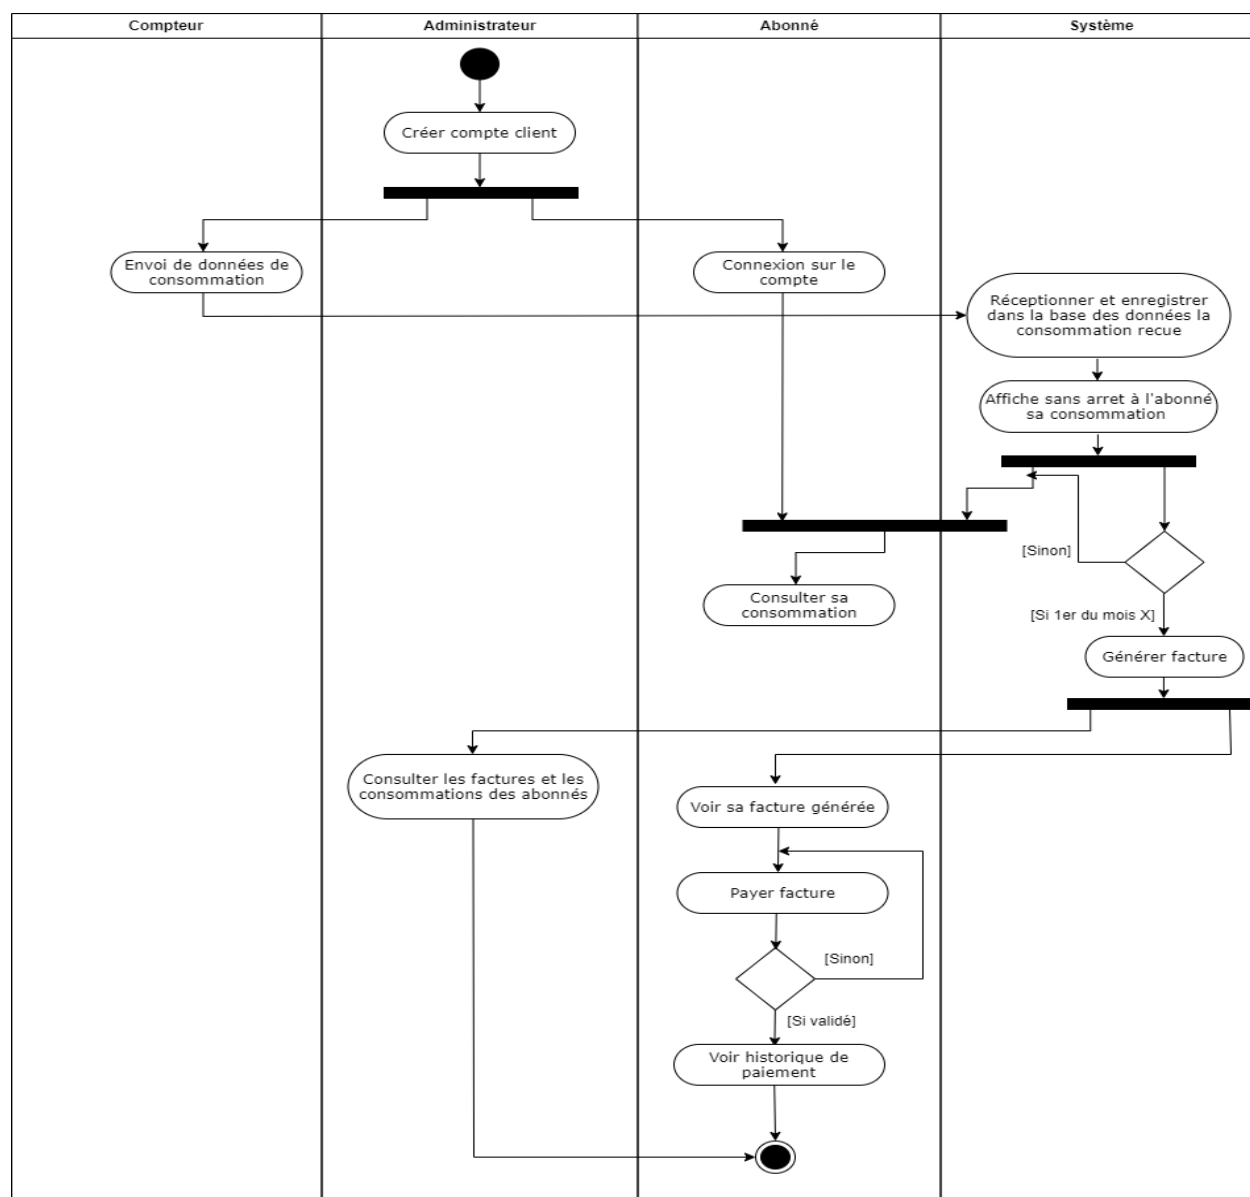 Compteur
Administrateur
Abonné
Système
Créer compte client
Envoi de données de
consommation
Connexion sur le
compte
Réceptionner et enregistrer
dans la base des données la
consommation recue
Affiche sans arret à l'abonné
sa consommation
[Sinon]
Consulter sa
consommation
[Si 1er du mois X]
Générer facture
Consulter les factures et les
consommations des abonnés
Voir sa facture générée
Payer facture
[Sinon]
[Si validé]
Voir historique de
paiement